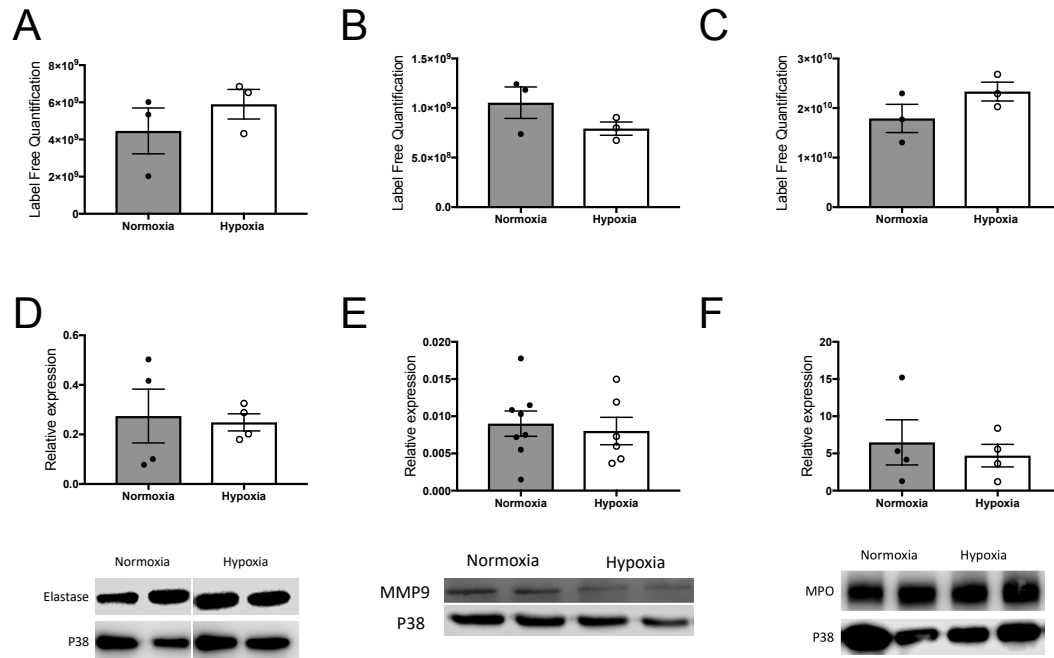 A
Label Free Quantification
8×10⁹
6×10⁹
4×10⁹
2×10⁹
0
Normoxia Hypoxia
B
Label Free Quantification
1.5×10⁹
1.0×10⁹
5.0×10⁸
0.0
Normoxia Hypoxia
C
Label Free Quantification
3×10¹⁰
2×10¹⁰
1×10¹⁰
0
Normoxia Hypoxia
D
Relative expression
0.6
0.4
0.2
0.0
Normoxia Hypoxia
Normoxia Hypoxia
Elastase
P38
E
Relative expression
0.020
0.015
0.010
0.005
0.000
Normoxia Hypoxia
Normoxia Hypoxia
MMP9
P38
F
Relative expression
20
15
10
5
0
Normoxia Hypoxia
Normoxia Hypoxia
MPO
P38